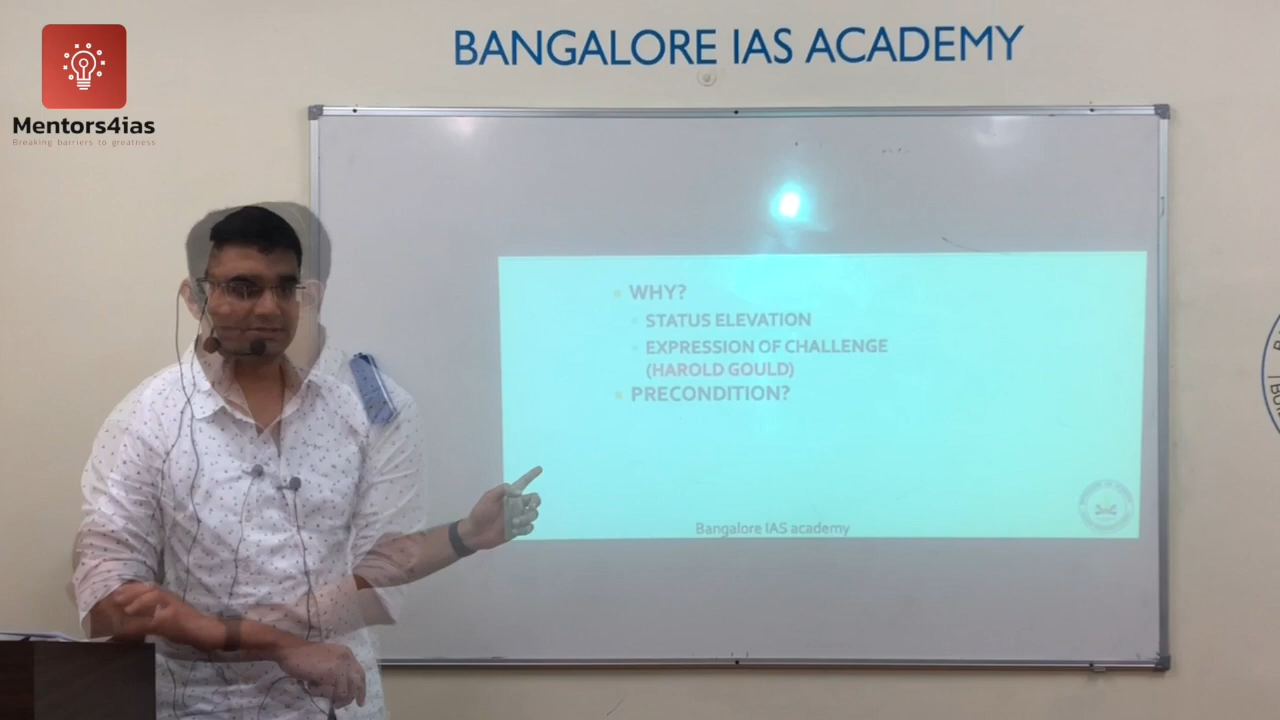 BANGALORE IAS ACADEMY
Mentors4ias
Breaking barriers to greatness
WHY?
STATUS ELEVATION
EXPRESSION OF CHALLENGE
(HAROLD GOULD)
PRECONDITION?
Bangalore IAS academy